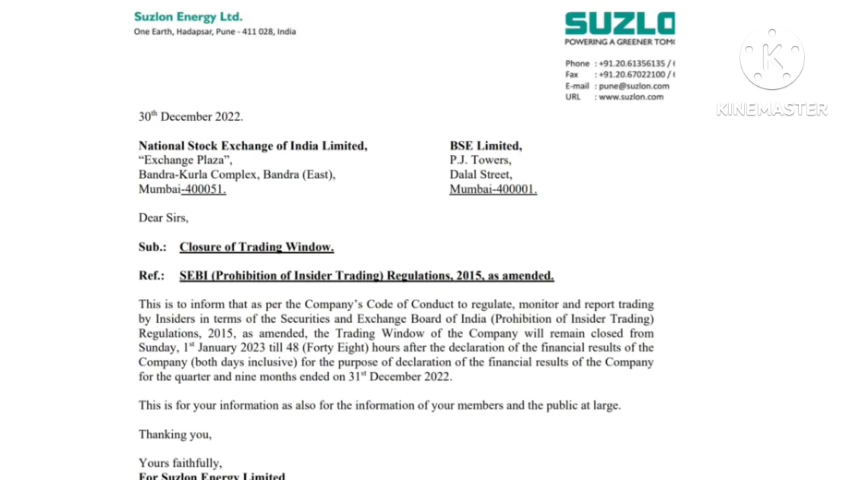 Suzlon Energy Ltd.
One Earth, Hadapsar, Pune - 411 028, India
SUZLO
POWERING A GREENER TOM
Phone : +91.20.61356135 /
Fax : +91.20.67022100 /
E-mail : pune@suzlon.com
URL : www.suzlon.com
K
KINEMASTER
30th December 2022.
National Stock Exchange of India Limited,
“Exchange Plaza”,
Bandra-Kurla Complex, Bandra (East),
Mumbai-400051.
BSE Limited,
P.J. Towers,
Dalal Street,
Mumbai-400001.
Dear Sirs,
Sub.: Closure of Trading Window.
Ref.: SEBI (Prohibition of Insider Trading) Regulations, 2015, as amended.
This is to inform that as per the Company’s Code of Conduct to regulate, monitor and report trading
by Insiders in terms of the Securities and Exchange Board of India (Prohibition of Insider Trading)
Regulations, 2015, as amended, the Trading Window of the Company will remain closed from
Sunday, 1st January 2023 till 48 (Forty Eight) hours after the declaration of the financial results of the
Company (both days inclusive) for the purpose of declaration of the financial results of the Company
for the quarter and nine months ended on 31st December 2022.
This is for your information as also for the information of your members and the public at large.
Thanking you,
Yours faithfully,
For Suzlon Energy Limited